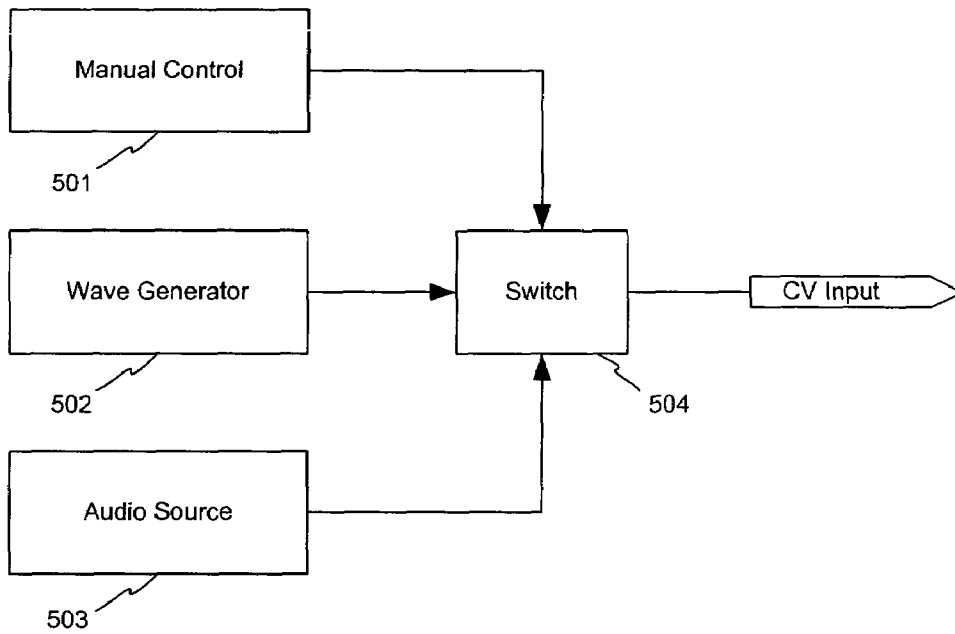 Manual Control
501
Wave Generator
502
Switch
504
CV Input
Audio Source
503